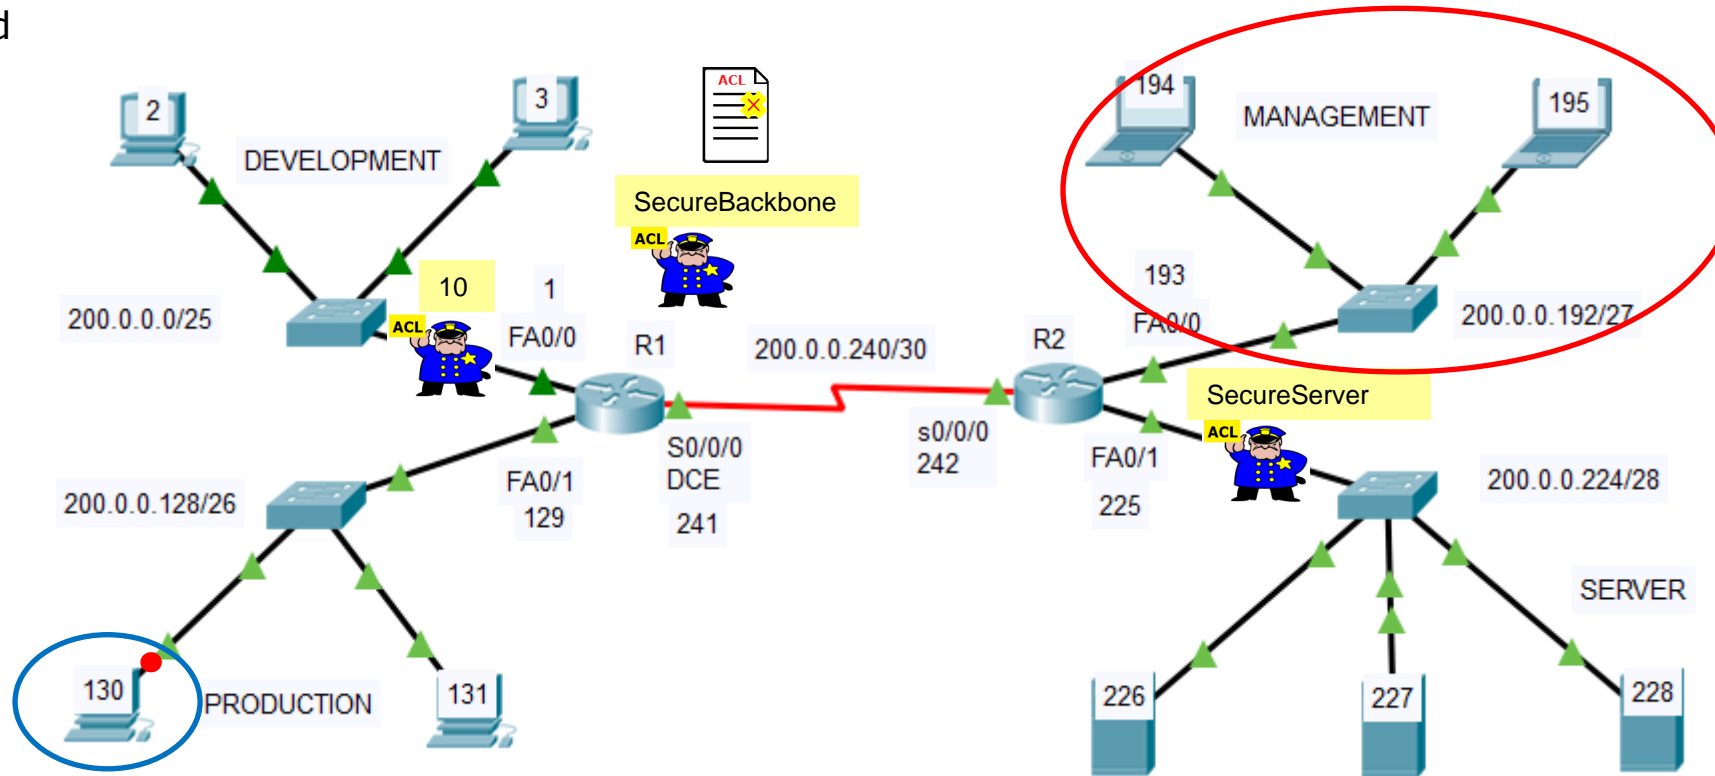 d
2
3
DEVELOPMENT
ACL
SecureBackbone
ACL
194
MANAGEMENT
195
200.0.0.0/25
10
ACL
1
FA0/0
R1
200.0.0.240/30
R2
193
FA0/0
200.0.0.192/27
SecureServer
ACL
200.0.0.128/26
FA0/1
129
S0/0/0
DCE
241
s0/0/0
242
FA0/1
225
200.0.0.224/28
SERVER
130
PRODUCTION
131
226
227
228